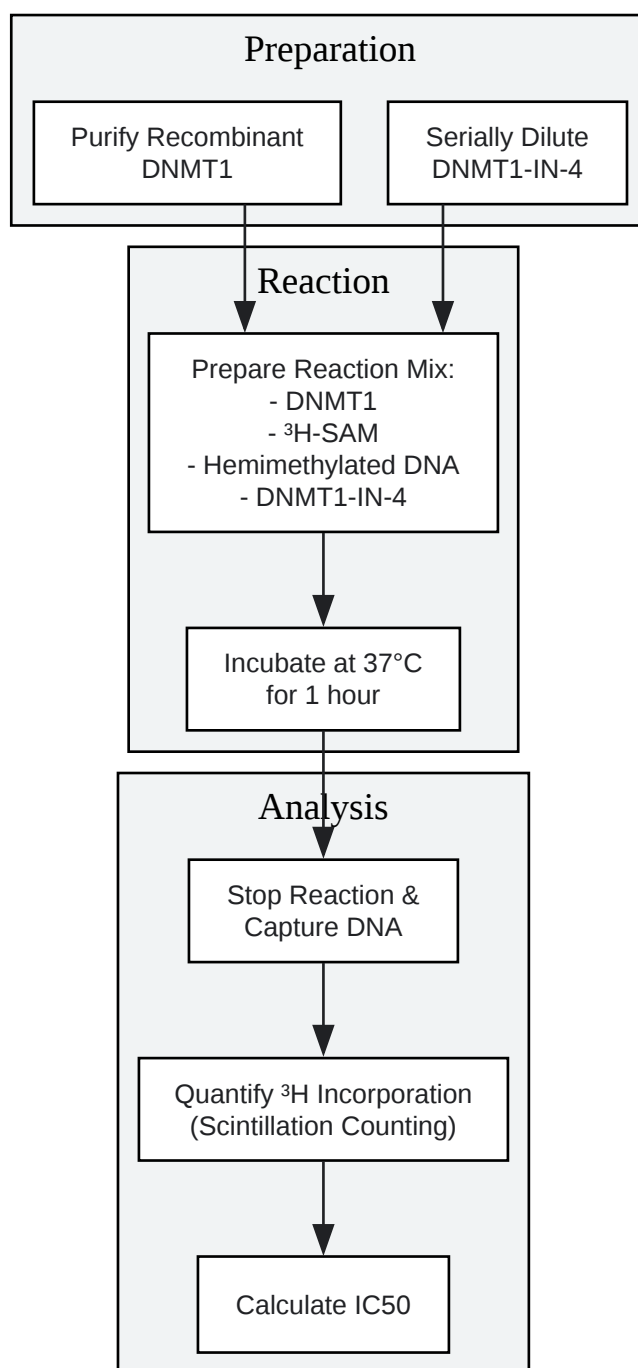 Preparation
Purify Recombinant
DNMT1
Serially Dilute
DNMT1-IN-4
Reaction
Prepare Reaction Mix:
- DNMT1
- ³H-SAM
- Hemimethylated DNA
- DNMT1-IN-4
Incubate at 37°C
for 1 hour
Analysis
Stop Reaction &
Capture DNA
Quantify ³H Incorporation
(Scintillation Counting)
Calculate IC50